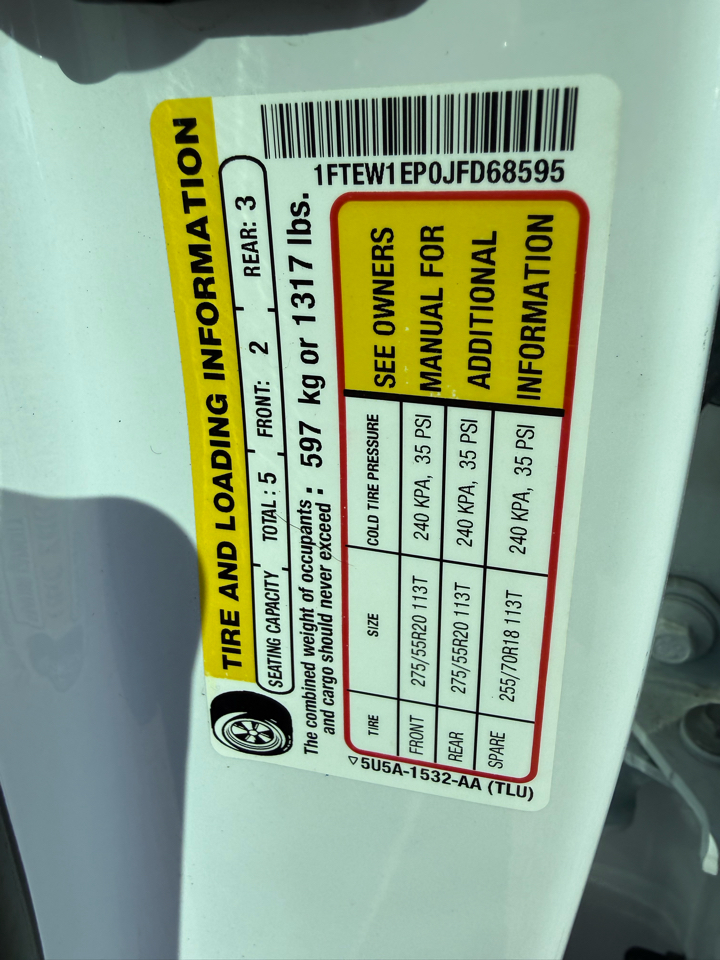 TIRE AND LOADING INFORMATION
SEATING CAPACITY TOTAL : 5 FRONT: 2 REAR: 3
The combined weight of occupants
and cargo should never exceed : 597 kg or 1317 lbs.
TIRE SIZE COLD TIRE PRESSURE
FRONT 275/55R20 113T 240 KPA, 35 PSI
REAR 275/55R20 113T 240 KPA, 35 PSI
SPARE 255/70R18 113T 240 KPA, 35 PSI
SEE OWNERS
MANUAL FOR
ADDITIONAL
INFORMATION
5U5A-1532-AA (TLU)
1FTEW1EP0JFD68595